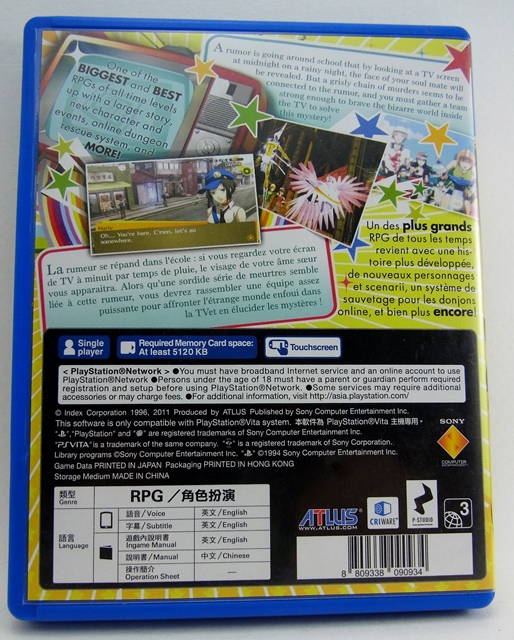 One of the
BIGGEST and BEST
RPGs of all time levels
up with a larger story,
new character and
events, online dungeon
rescue system, and
MORE!
A rumor is going around school that by looking at a TV screen
at midnight on a rainy night, the face of your soul mate will
be revealed. But a grisly chain of murders seems to be
connected to the rumor, and you must gather a team
strong enough to brave the bizarre world inside
the TV to solve
this mystery!
Marie
Oh... You're here. C'mon, let's go
somewhere.
La rumeur se répand dans l'école : si vous regardez votre écran
de TV à minuit par temps de pluie, le visage de votre âme sœur
vous apparaîtra. Alors qu'une sordide série de meurtres semble
liée à cette rumeur, vous devrez rassembler une équipe assez
puissante pour affronter l'étrange monde enfoui dans
la TV et en élucider les mystères !
Un des plus grands
RPG de tous les temps
revient avec une his-
toire plus développée,
de nouveaux personnages
et scenarii, un système de
sauvetage pour les donjons
online, et bien plus encore!
Single
player
Required Memory Card space:
At least 5120 KB
Touchscreen
< PlayStation®Network > ●You must have broadband Internet service and an online account to use
PlayStation®Network ●Persons under the age of 18 must have a parent or guardian perform required
registration and setup before using PlayStation®Network. ●Some services may require additional
accessories or may charge fees. ●For additional information, visit http://asia.playstation.com/
© Index Corporation 1996, 2011 Produced by ATLUS Published by Sony Computer Entertainment Inc.
This software is only compatible with PlayStation®Vita system. 本軟件為 PlayStation®Vita 主機專用。
"PlayStation" and are registered trademarks of Sony Computer Entertainment Inc.
"PSVITA" is a trademark of the same company. is a registered trademark of Sony Corporation.
Library programs ©Sony Computer Entertainment Inc. ©1994 Sony Computer Entertainment Inc.
Game Data PRINTED IN JAPAN Packaging PRINTED IN HONG KONG
Storage Medium MADE IN CHINA
SONY
COMPUTER
ENTERTAINMENT
類型
Genre
RPG／角色扮演
語言
Language
語音／Voice 英文／English
字幕／Subtitle 英文／English
遊戲內說明
Ingame Manual
英文／English
說明書／Manual 中文／Chinese
操作簡介
Operation Sheet
—
ATLUS
WWW.ATLUS.COM
CRIWARE
P-STUDIO
3
8 809338 090934